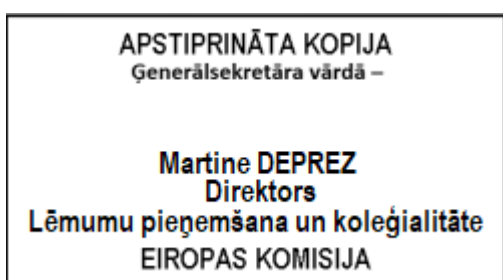 APSTIPRINĀTA KOPIJA
Ģenerālsekretāra vārdā –
Martine DEPREZ
Direktors
Lēmumu pieņemšana un koleģialitāte
EIROPAS KOMISIJA